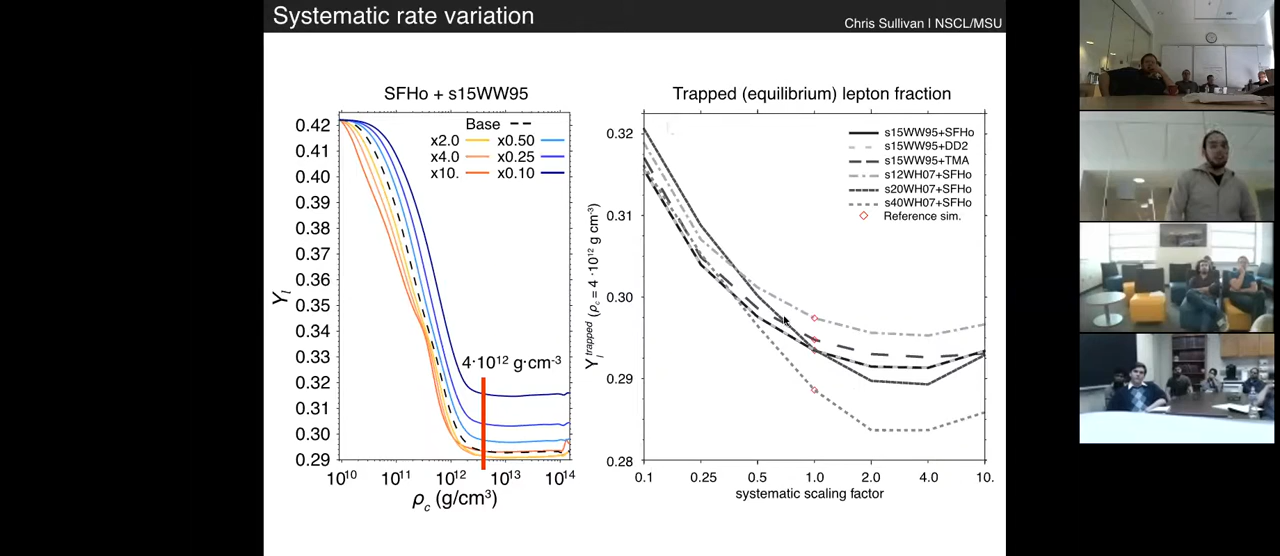 Systematic rate variation
Chris Sullivan | NSCL/MSU
SFHo + s15WW95
Base
x2.0 x0.50
x4.0 x0.25
x10. x0.10
0.42
0.41
0.40
0.39
0.38
0.37
0.36
0.35
0.34
0.33
0.32
0.31
0.30
0.29
Y_l
4·10¹² g·cm⁻³
10¹⁰ 10¹¹ 10¹² 10¹³ 10¹⁴
ρ_c (g/cm³)
Trapped (equilibrium) lepton fraction
s15WW95+SFHo
s15WW95+DD2
s15WW95+TMA
s12WH07+SFHo
s20WH07+SFHo
s40WH07+SFHo
Reference sim.
0.32
0.31
0.30
0.29
0.28
Y_l^trapped (ρ_c = 4·10¹² g cm⁻³)
0.1 0.25 0.5 1.0 2.0 4.0 10.
systematic scaling factor